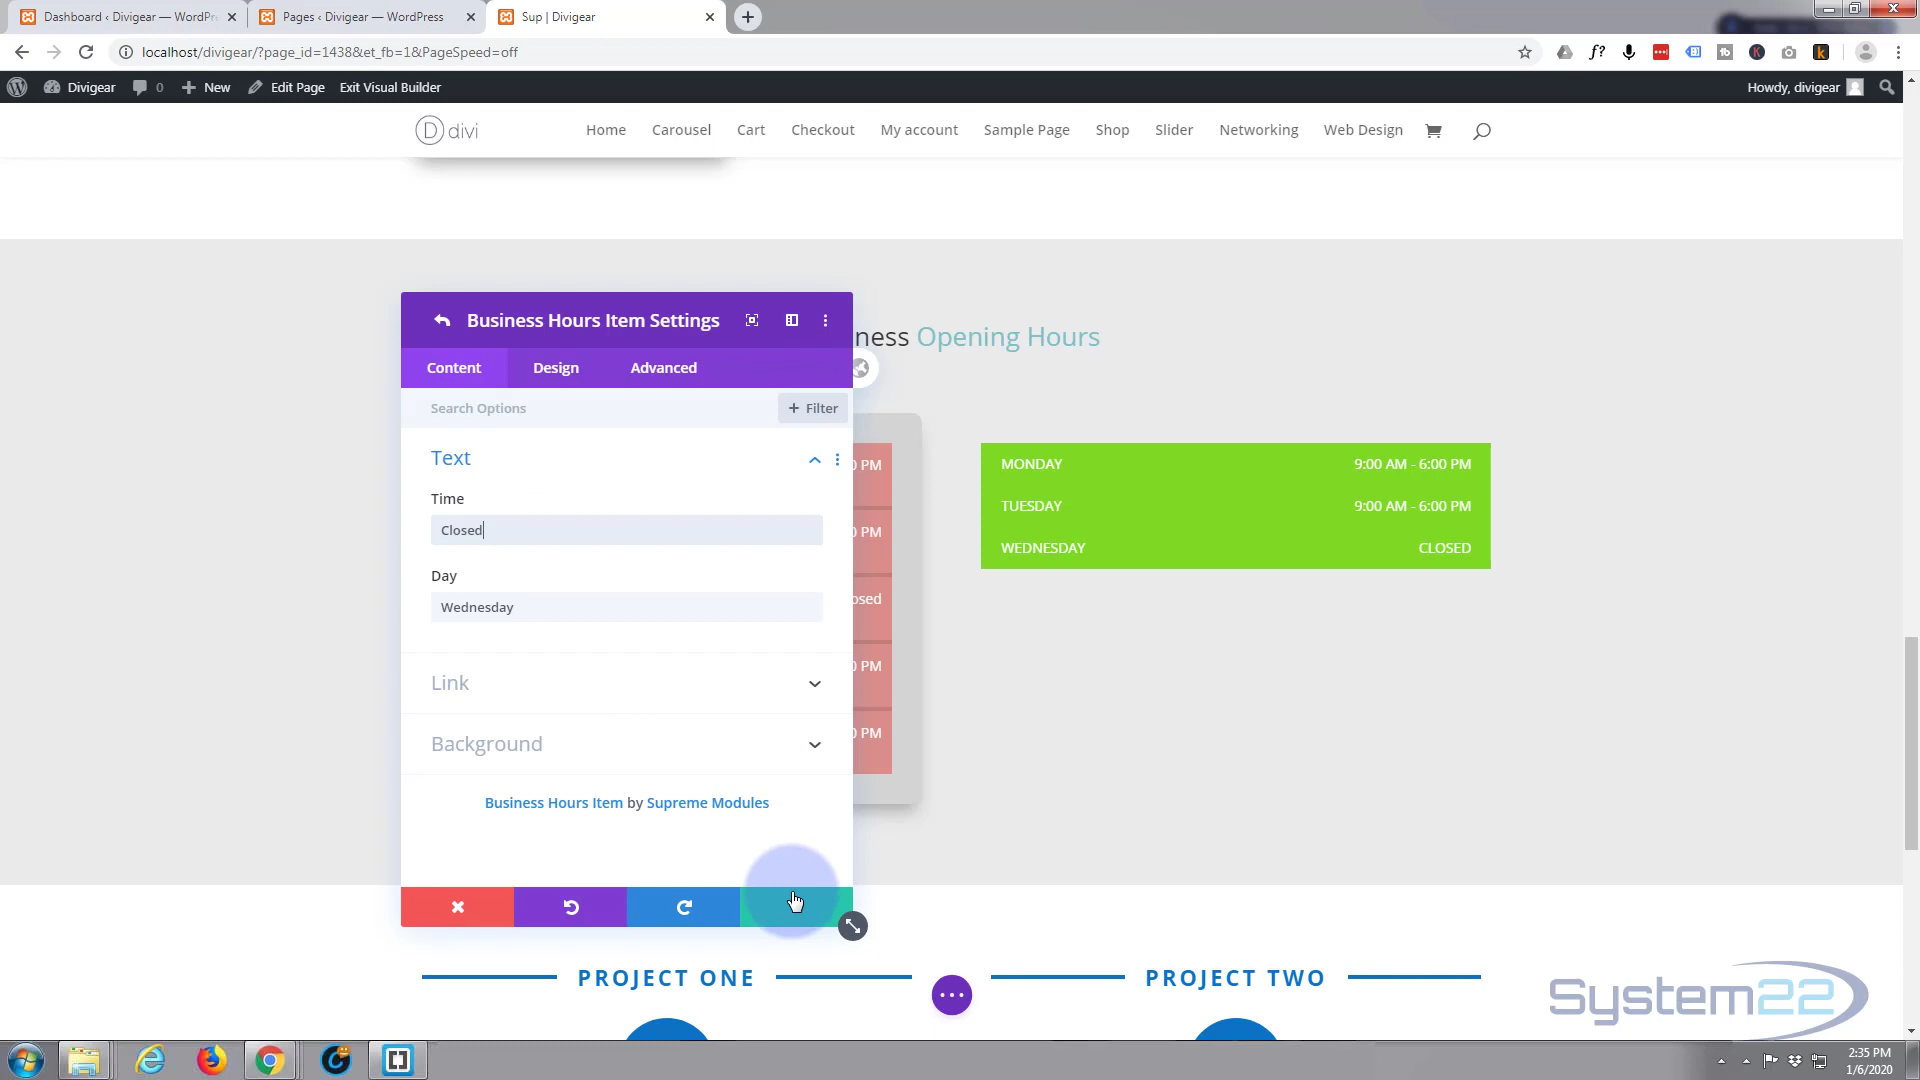 Dashboard ‹ Divigear — WordPre
Pages ‹ Divigear — WordPress
Sup | Divigear
localhost/divigear/?page_id=1438&et_fb=1&PageSpeed=off
Divigear
0
New
Edit Page
Exit Visual Builder
Howdy, divigear
D divi
Home
Carousel
Cart
Checkout
My account
Sample Page
Shop
Slider
Networking
Web Design
Business Hours Item Settings
ness Opening Hours
Content
Design
Advanced
Search Options
+ Filter
Text
Time
Closed
Day
Wednesday
Link
Background
Business Hours Item by Supreme Modules
0 PM
0 PM
osed
0 PM
0 PM
MONDAY
9:00 AM - 6:00 PM
TUESDAY
9:00 AM - 6:00 PM
WEDNESDAY
CLOSED
PROJECT ONE
PROJECT TWO
System22
2:35 PM
1/6/2020